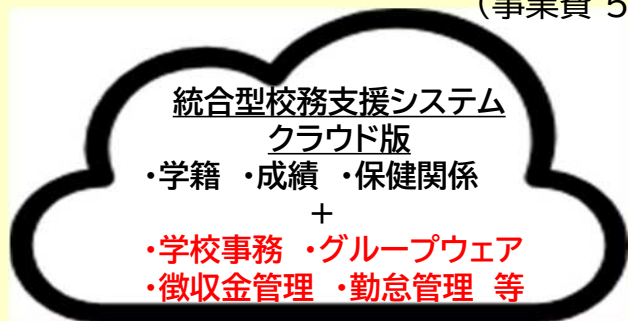 （事業費 5
統合型校務支援システム
クラウド版
・学籍 ・成績 ・保健関係
+
・学校事務 ・グループウェア
・徴収金管理 ・勤怠管理 等